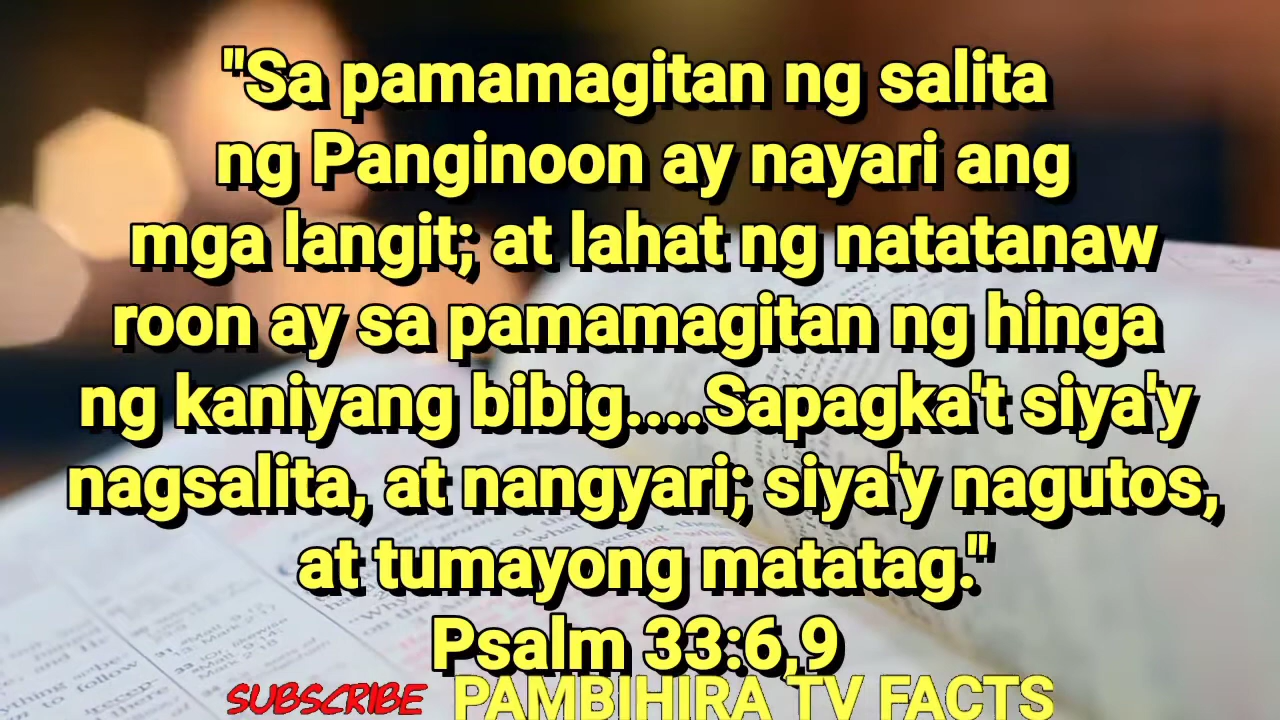 "Sa pamamagitan ng salita
ng Panginoon ay nayari ang
mga langit; at lahat ng natatanaw
roon ay sa pamamagitan ng hinga
ng kaniyang bibig....Sapagka't siya'y
nagsalita, at nangyari; siya'y nagutos,
at tumayong matatag."
Psalm 33:6,9
SUBSCRIBE PAMBIHIRA TV FACTS